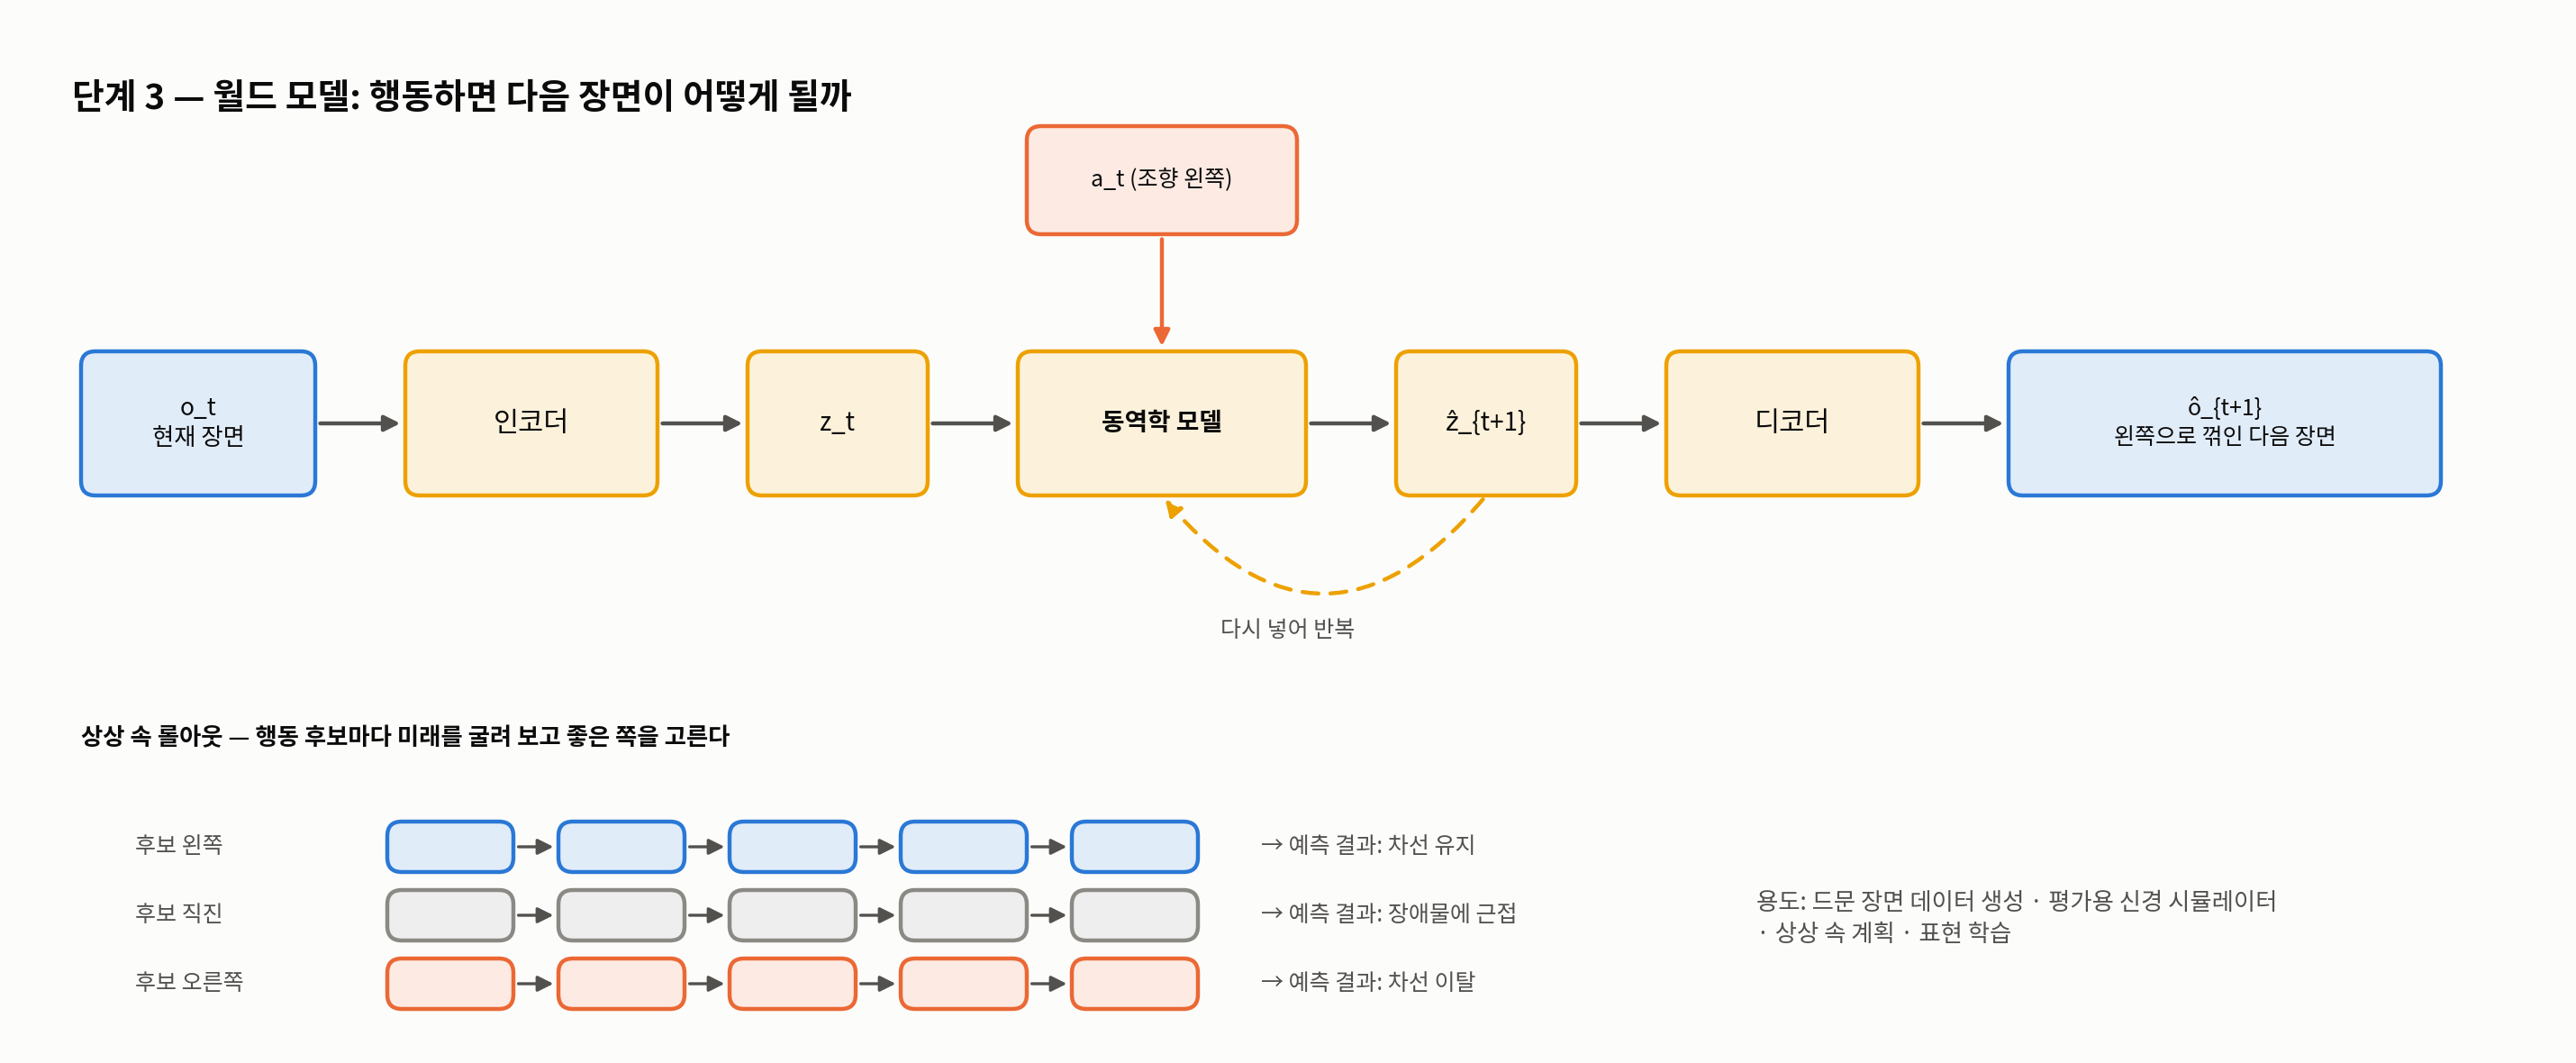 단계 3 — 월드 모델: 행동하면 다음 장면이 어떻게 될까
a_t (조향 왼쪽)
o_t
현재 장면
인코더
z_t
동역학 모델
ẑ_{t+1}
디코더
ô_{t+1}
왼쪽으로 꺾인 다음 장면
다시 넣어 반복
상상 속 롤아웃 — 행동 후보마다 미래를 굴려 보고 좋은 쪽을 고른다
후보 왼쪽
→ 예측 결과: 차선 유지
후보 직진
→ 예측 결과: 장애물에 근접
후보 오른쪽
→ 예측 결과: 차선 이탈
용도: 드문 장면 데이터 생성 · 평가용 신경 시뮬레이터
· 상상 속 계획 · 표현 학습